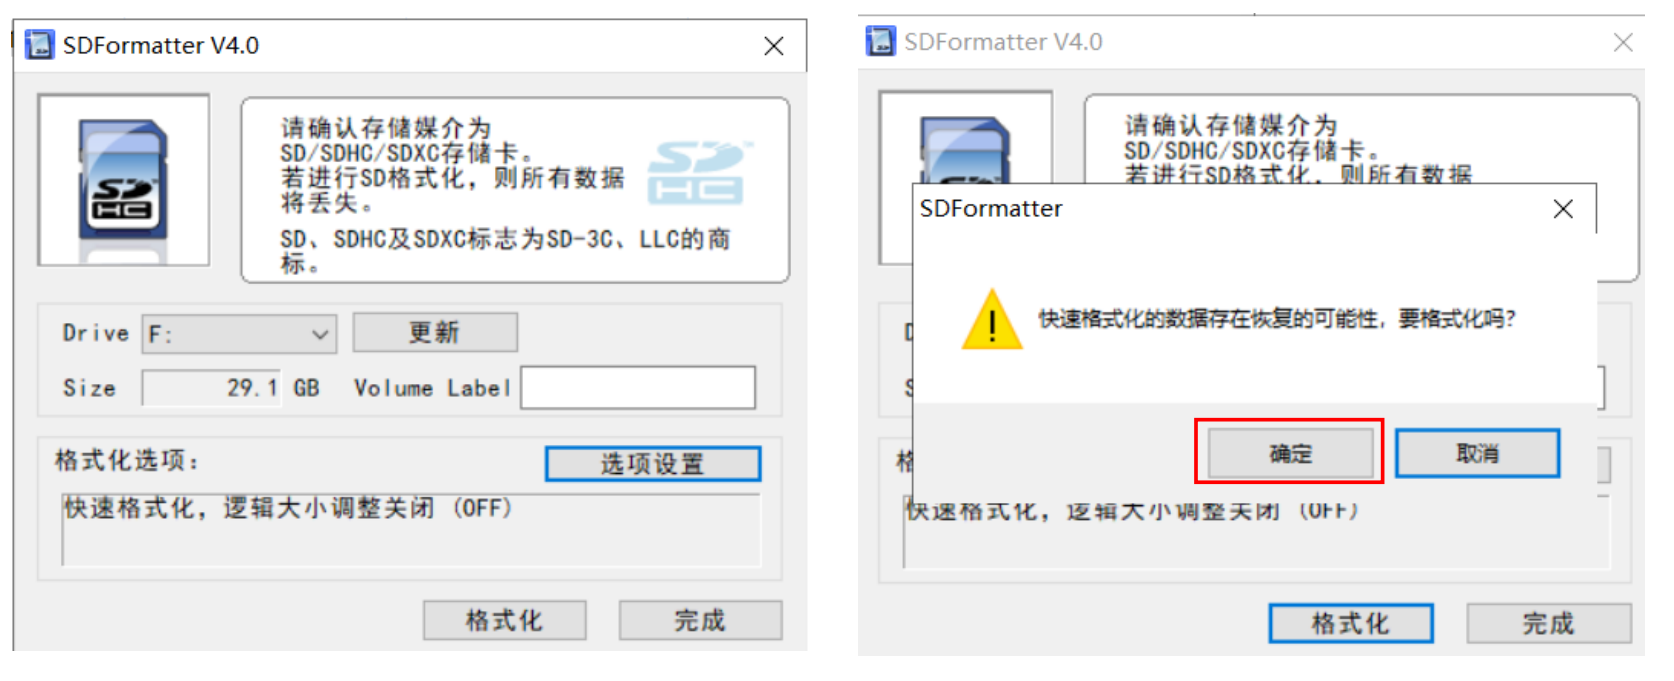 SDFormatter V4.0
请确认存储媒介为
SD/SDHC/SDXC存储卡。
若进行SD格式化，则所有数据
将丢失。
SD、SDHC及SDXC标志为SD-3C、LLC的商
标。
SD
HC
SD
HC
Drive F: 更新
Size 29.1 GB Volume Label
格式化选项： 选项设置
快速格式化，逻辑大小调整关闭 (OFF)
格式化 完成
SDFormatter V4.0
请确认存储媒介为
SD/SDHC/SDXC存储卡。
若进行SD格式化，则所有数据
SDFormatter
快速格式化的数据存在恢复的可能性，要格式化吗?
确定 取消
快速格式化，逻辑大小调整关闭 (OFF)
格式化 完成